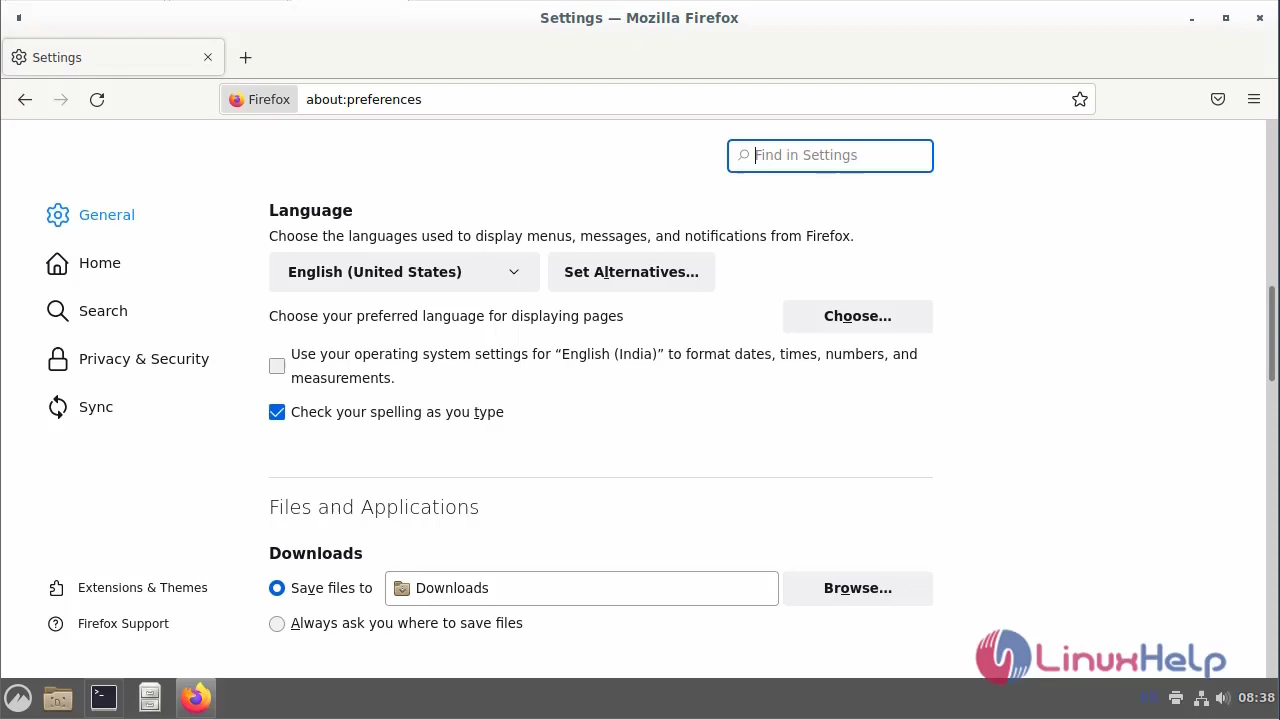 Settings — Mozilla Firefox
Settings
Firefox
about:preferences
Find in Settings
General
Home
Search
Privacy & Security
Sync
Extensions & Themes
Firefox Support
Language
Choose the languages used to display menus, messages, and notifications from Firefox.
English (United States)
Set Alternatives...
Choose your preferred language for displaying pages
Choose...
Use your operating system settings for “English (India)” to format dates, times, numbers, and
measurements.
Check your spelling as you type
Files and Applications
Downloads
Save files to
Downloads
Browse...
Always ask you where to save files
LinuxHelp
08:38